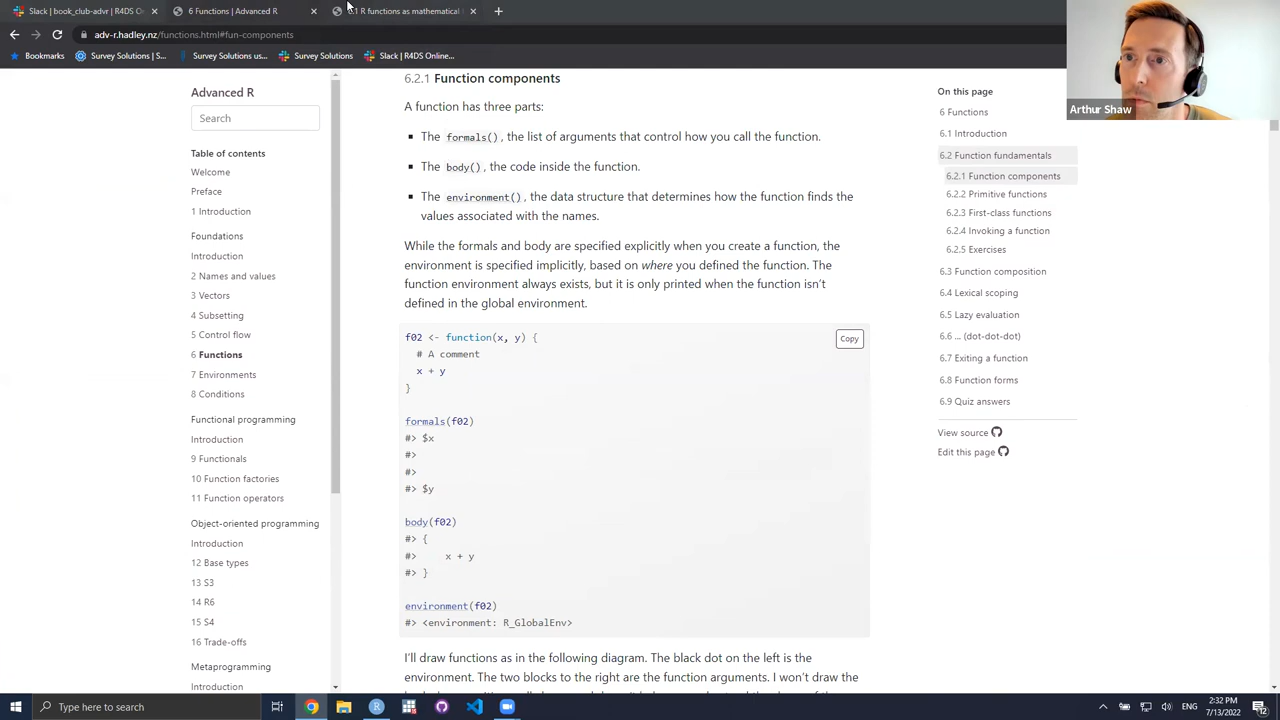 Slack | book_club-advr | R4DS O
6 Functions | Advanced R
1 R functions as mathematical
adv-r.hadley.nz/functions.html#fun-components
Bookmarks
Survey Solutions | S...
Survey Solutions us...
Survey Solutions
Slack | R4DS Online...
Arthur Shaw
Advanced R
Search
Table of contents
Welcome
Preface
1 Introduction
Foundations
Introduction
2 Names and values
3 Vectors
4 Subsetting
5 Control flow
6 Functions
7 Environments
8 Conditions
Functional programming
Introduction
9 Functionals
10 Function factories
11 Function operators
Object-oriented programming
Introduction
12 Base types
13 S3
14 R6
15 S4
16 Trade-offs
Metaprogramming
Introduction
6.2.1 Function components
A function has three parts:
The formals(), the list of arguments that control how you call the function.
The body(), the code inside the function.
The environment(), the data structure that determines how the function finds the
values associated with the names.
While the formals and body are specified explicitly when you create a function, the
environment is specified implicitly, based on where you defined the function. The
function environment always exists, but it is only printed when the function isn't
defined in the global environment.
Copy
f02 <- function(x, y) {
# A comment
x + y
}
formals(f02)
#> $x
#>
#>
#> $y
body(f02)
#> {
#> x + y
#> }
environment(f02)
#> <environment: R_GlobalEnv>
I'll draw functions as in the following diagram. The black dot on the left is the
environment. The two blocks to the right are the function arguments. I won't draw the
On this page
6 Functions
6.1 Introduction
6.2 Function fundamentals
6.2.1 Function components
6.2.2 Primitive functions
6.2.3 First-class functions
6.2.4 Invoking a function
6.2.5 Exercises
6.3 Function composition
6.4 Lexical scoping
6.5 Lazy evaluation
6.6 ... (dot-dot-dot)
6.7 Exiting a function
6.8 Function forms
6.9 Quiz answers
View source
Edit this page
Type here to search
ENG
2:32 PM
7/13/2022
12